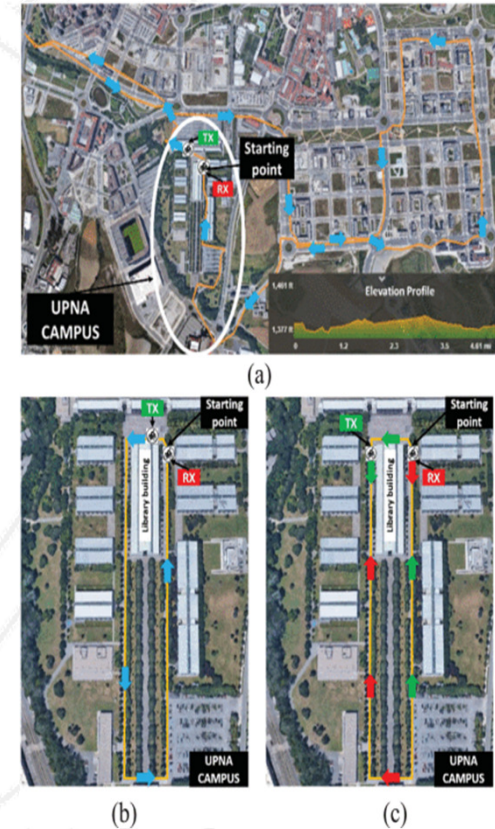 TX
Starting
point
RX
UPNA
CAMPUS
Elevation Profile
1,461 ft
1,377 ft
0 1.2 2.3 3.5 4.61 mi
(a)
TX
Starting
point
RX
Library building
UPNA
CAMPUS
(b)
TX
Starting
point
RX
Library building
UPNA
CAMPUS
(c)